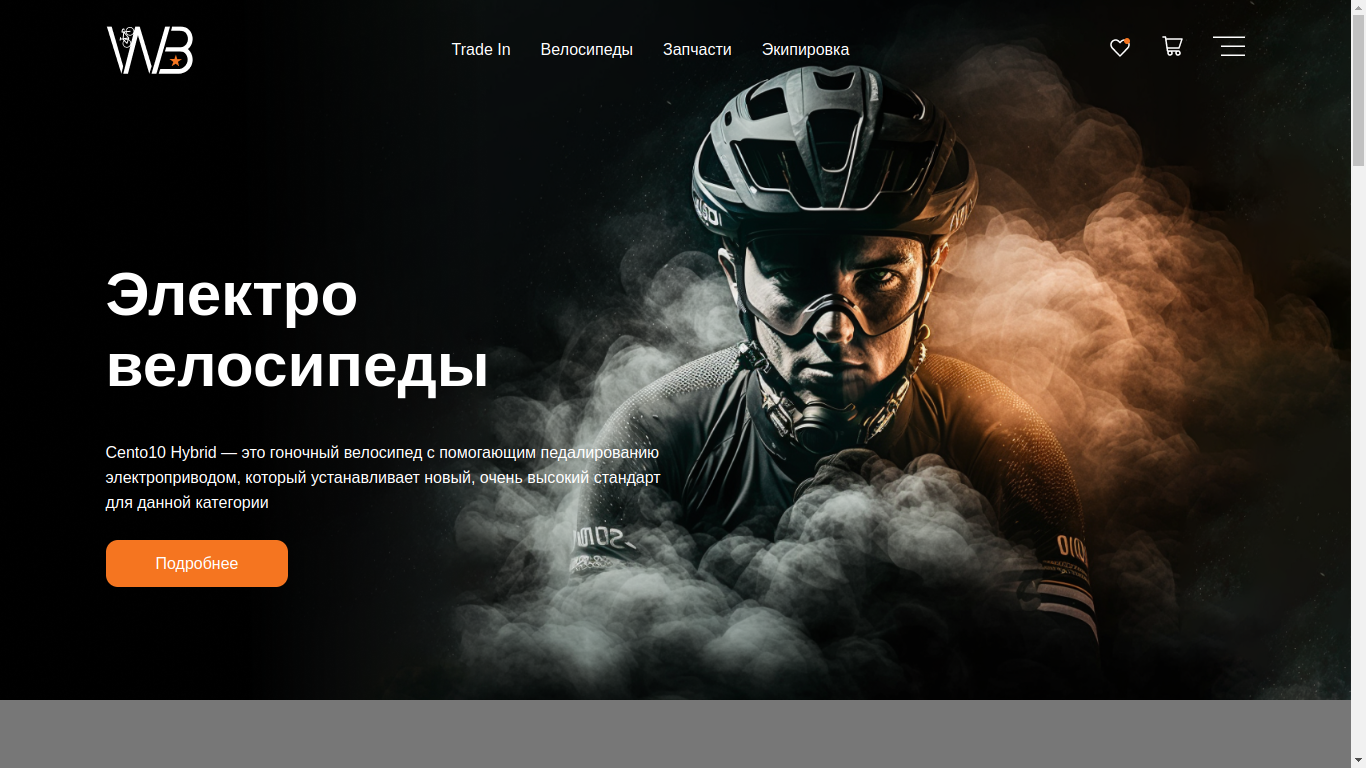 WB
Trade In
Велосипеды
Запчасти
Экипировка
Электро
велосипеды
Cento10 Hybrid — это гоночный велосипед с помогающим педалированию
электроприводом, который устанавливает новый, очень высокий стандарт
для данной категории
Подробнее